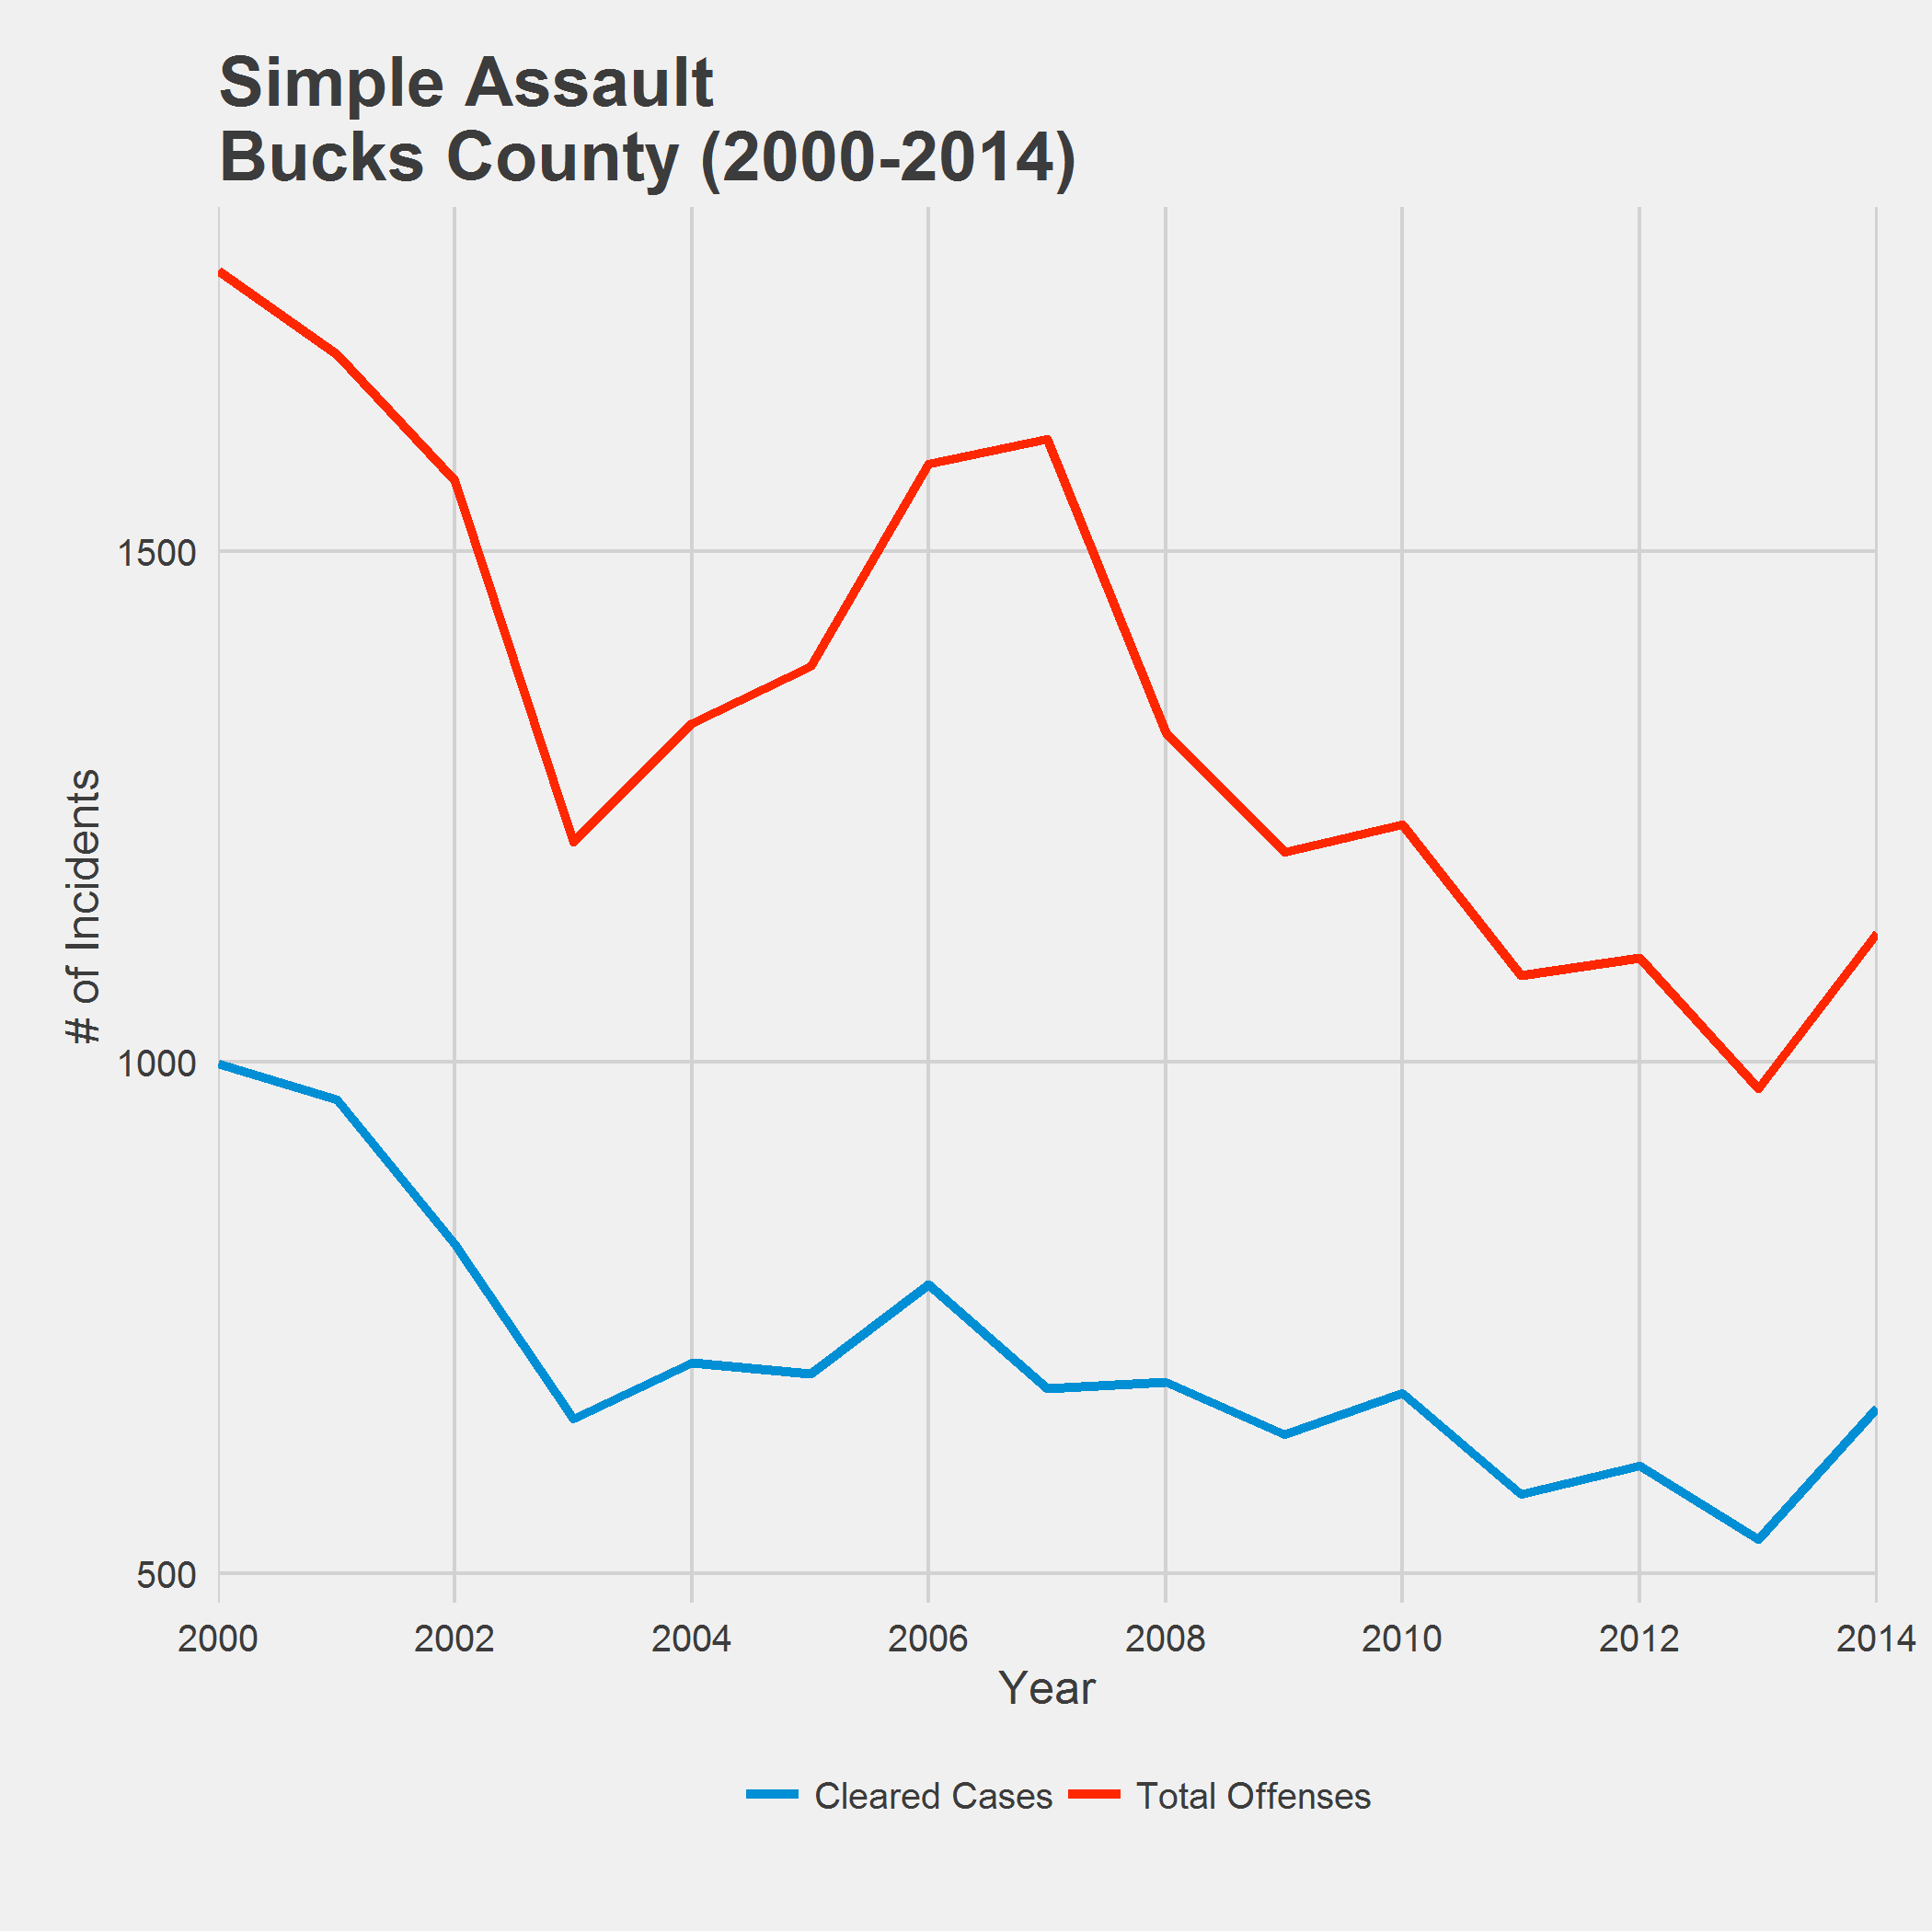 Simple Assault
Bucks County (2000-2014)
# of Incidents
1500
1000
500
2000 2002 2004 2006 2008 2010 2012 2014
Year
Cleared Cases Total Offenses